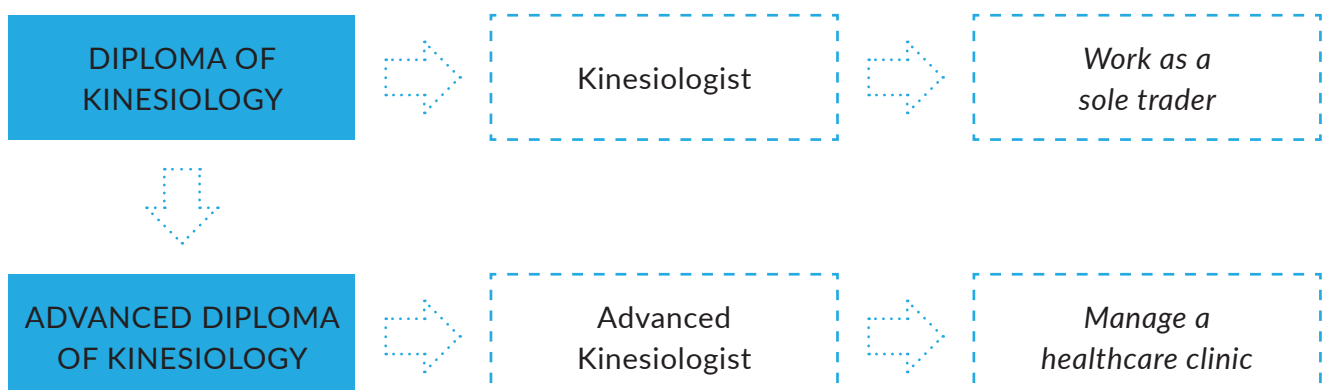 DIPLOMA OF
KINESIOLOGY
Kinesiologist
Work as a
sole trader
ADVANCED DIPLOMA
OF KINESIOLOGY
Advanced
Kinesiologist
Manage a
healthcare clinic